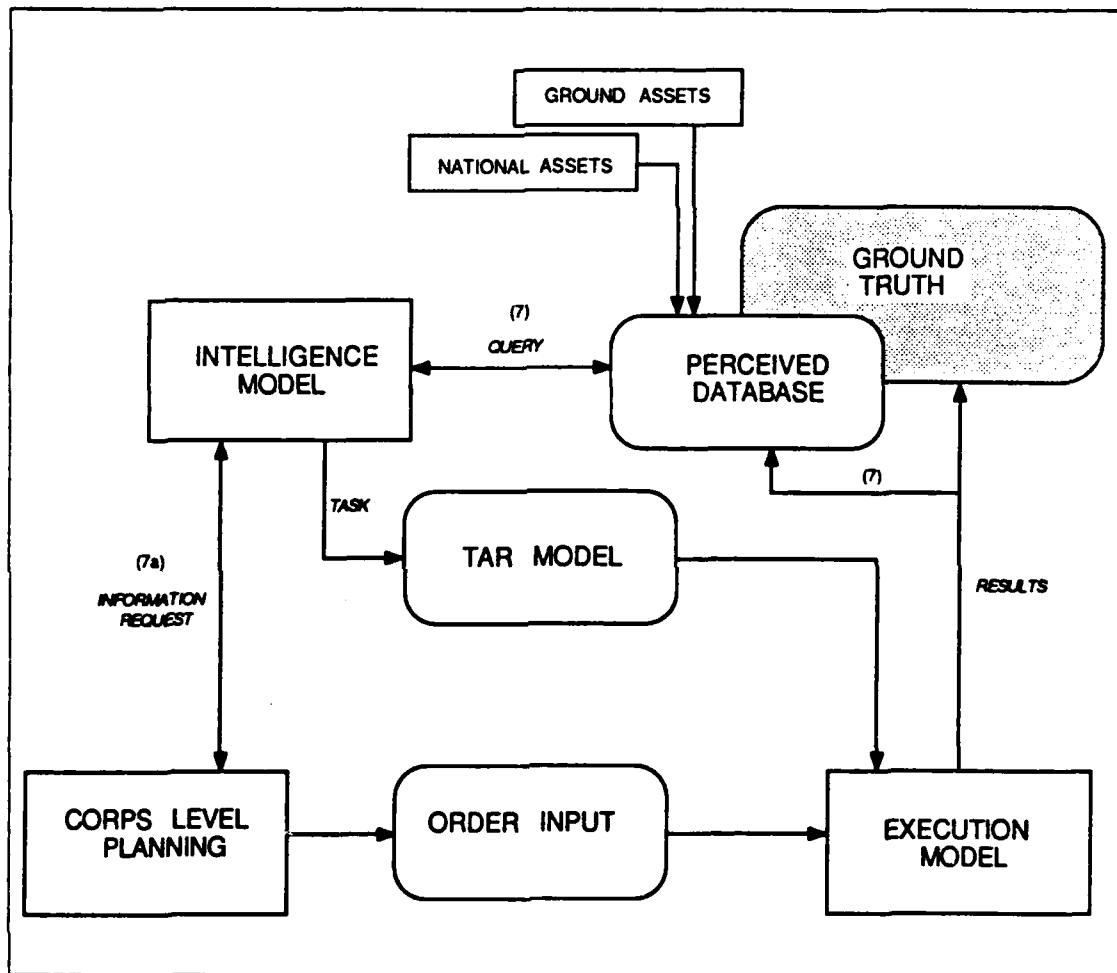 GROUND ASSETS
NATIONAL ASSETS
GROUND
TRUTH
(7)
QUERY
INTELLIGENCE
MODEL
PERCEIVED
DATABASE
(7)
TASK
TAR MODEL
(7a)
INFORMATION
REQUEST
RESULTS
CORPS LEVEL
PLANNING
ORDER INPUT
EXECUTION
MODEL